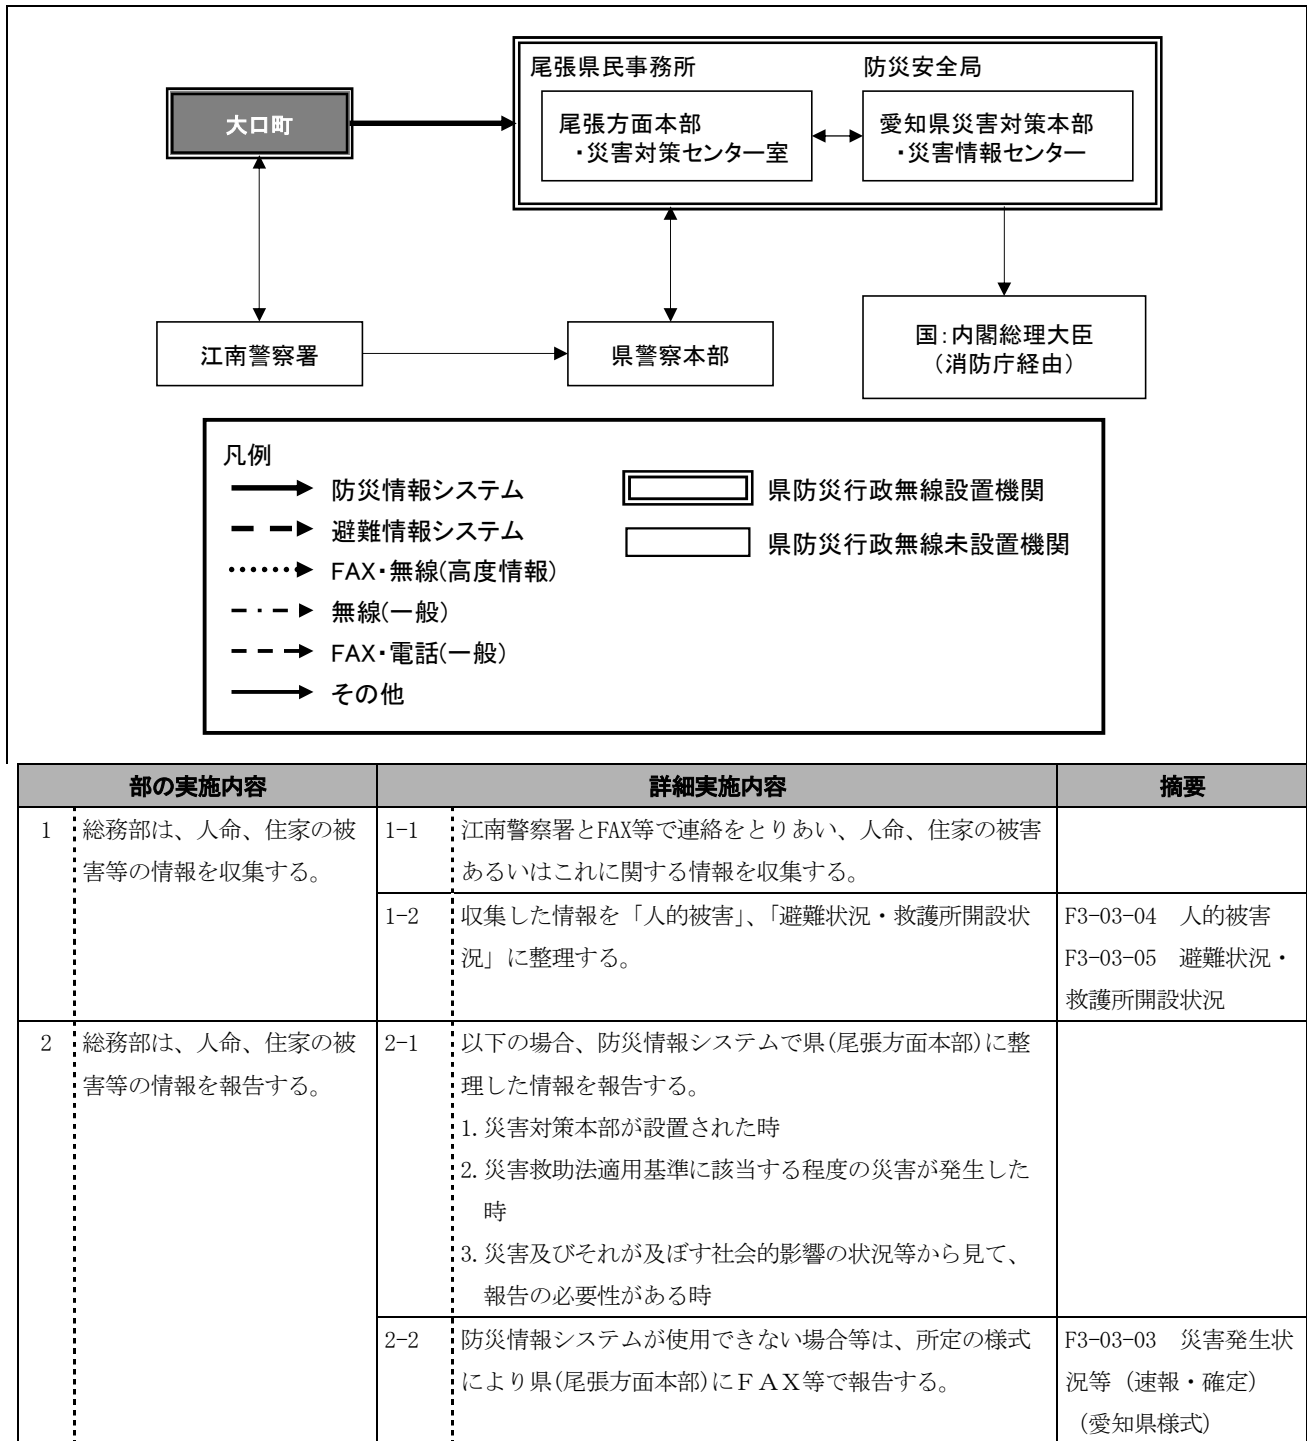 尾張県民事務所
防災安全局
大口町
尾張方面本部
・災害対策センター室
愛知県災害対策本部
・災害情報センター
江南警察署
県警察本部
国:内閣総理大臣
(消防庁経由)
凡例
防災情報システム
避難情報システム
FAX・無線(高度情報)
無線(一般)
FAX・電話(一般)
その他
県防災行政無線設置機関
県防災行政無線未設置機関
部の実施内容
詳細実施内容
摘要
1
総務部は、人命、住家の被
害等の情報を収集する。
1-1
江南警察署とFAX等で連絡をとりあい、人命、住家の被害
あるいはこれに関する情報を収集する。
1-2
収集した情報を「人的被害」、「避難状況・救護所開設状
況」に整理する。
F3-03-04 人的被害
F3-03-05 避難状況・
救護所開設状況
2
総務部は、人命、住家の被
害等の情報を報告する。
2-1
以下の場合、防災情報システムで県(尾張方面本部)に整
理した情報を報告する。
1.災害対策本部が設置された時
2.災害救助法適用基準に該当する程度の災害が発生した
時
3.災害及びそれが及ぼす社会的影響の状況等から見て、
報告の必要性がある時
2-2
防災情報システムが使用できない場合等は、所定の様式
により県(尾張方面本部)にFAX等で報告する。
F3-03-03 災害発生状
況等(速報・確定)
(愛知県様式)